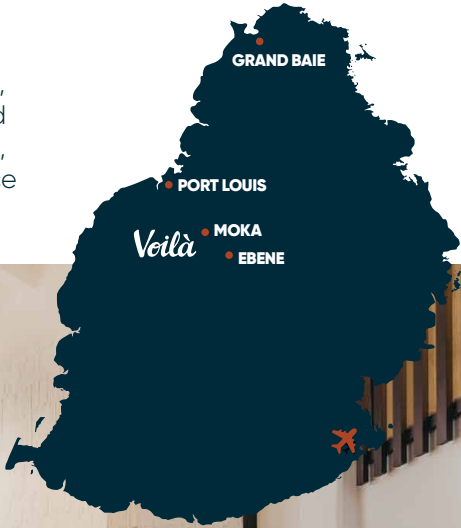 ,
d
,
e
GRAND BAIE
PORT LOUIS
MOKA
Voilà
EBENE